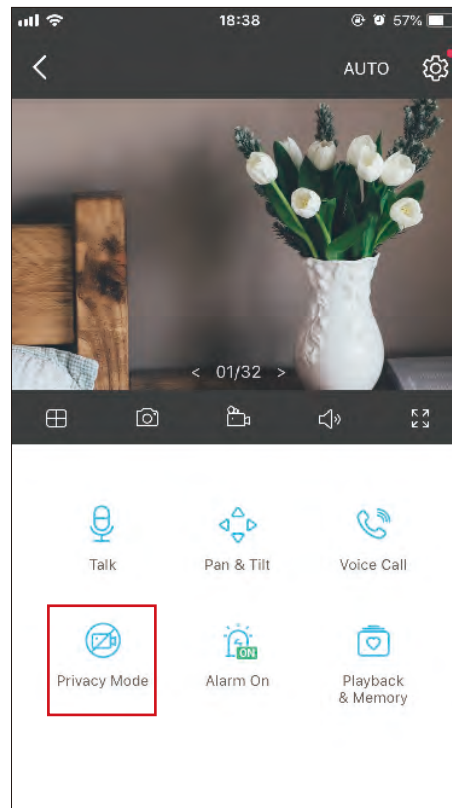 18:38
57%
AUTO
< 01/32 >
Talk
Pan & Tilt
Voice Call
ON
Privacy Mode
Alarm On
Playback
& Memory